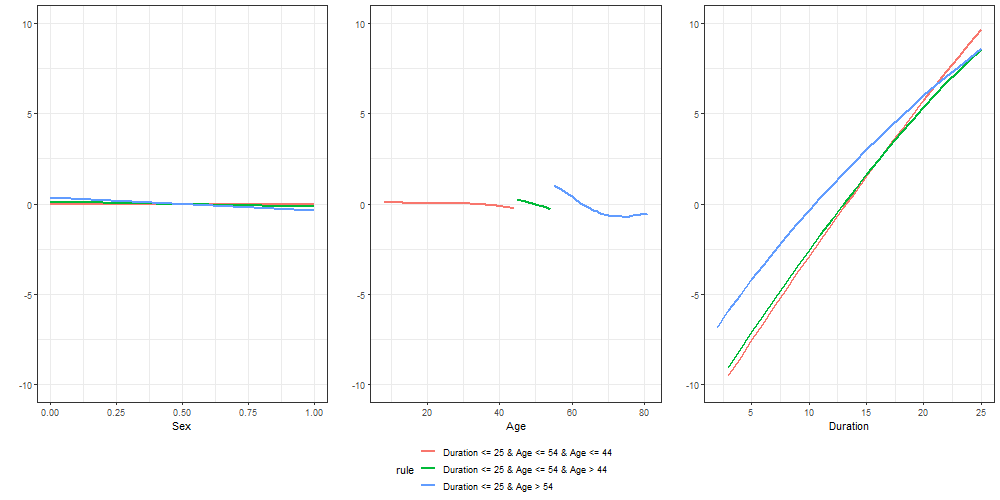 10
5
0
-5
-10
0.00 0.25 0.50 0.75 1.00
Sex
10
5
0
-5
-10
20 40 60 80
Age
10
5
0
-5
-10
5 10 15 20 25
Duration
rule
Duration <= 25 & Age <= 54 & Age <= 44
Duration <= 25 & Age <= 54 & Age > 44
Duration <= 25 & Age > 54